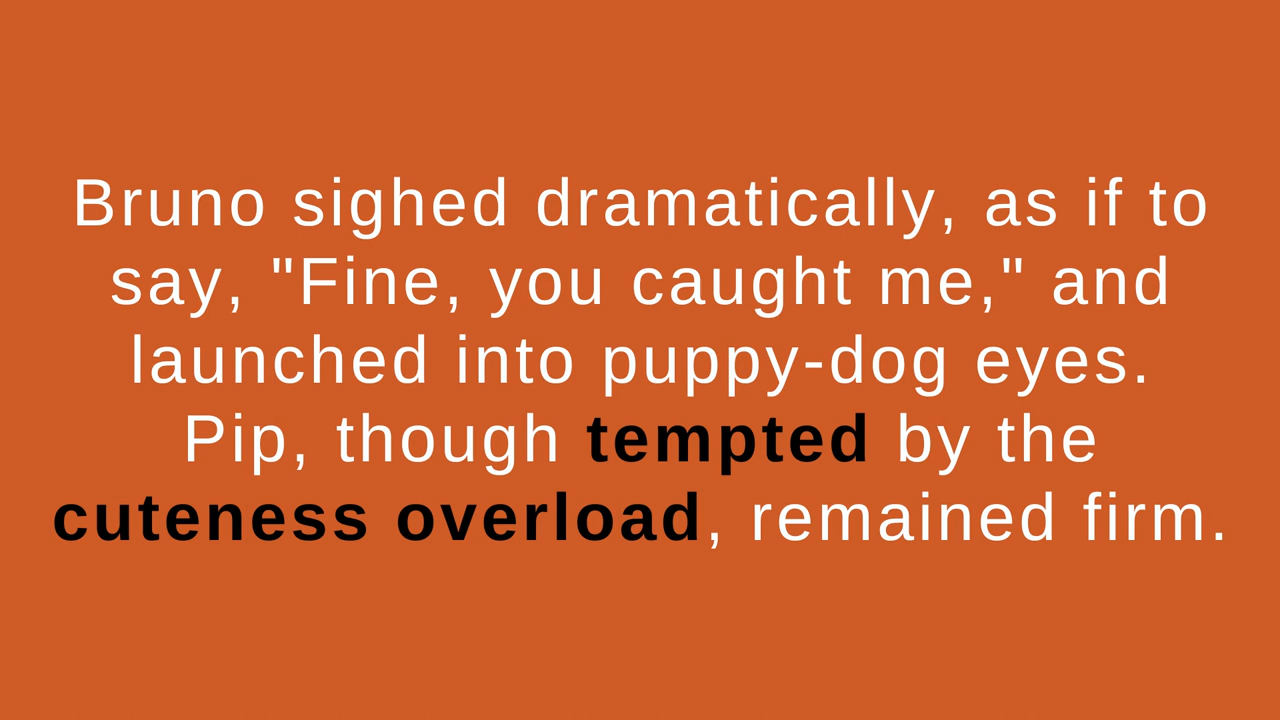 Bruno sighed dramatically, as if to
say, "Fine, you caught me," and
launched into puppy-dog eyes.
Pip, though tempted by the
cuteness overload, remained firm.